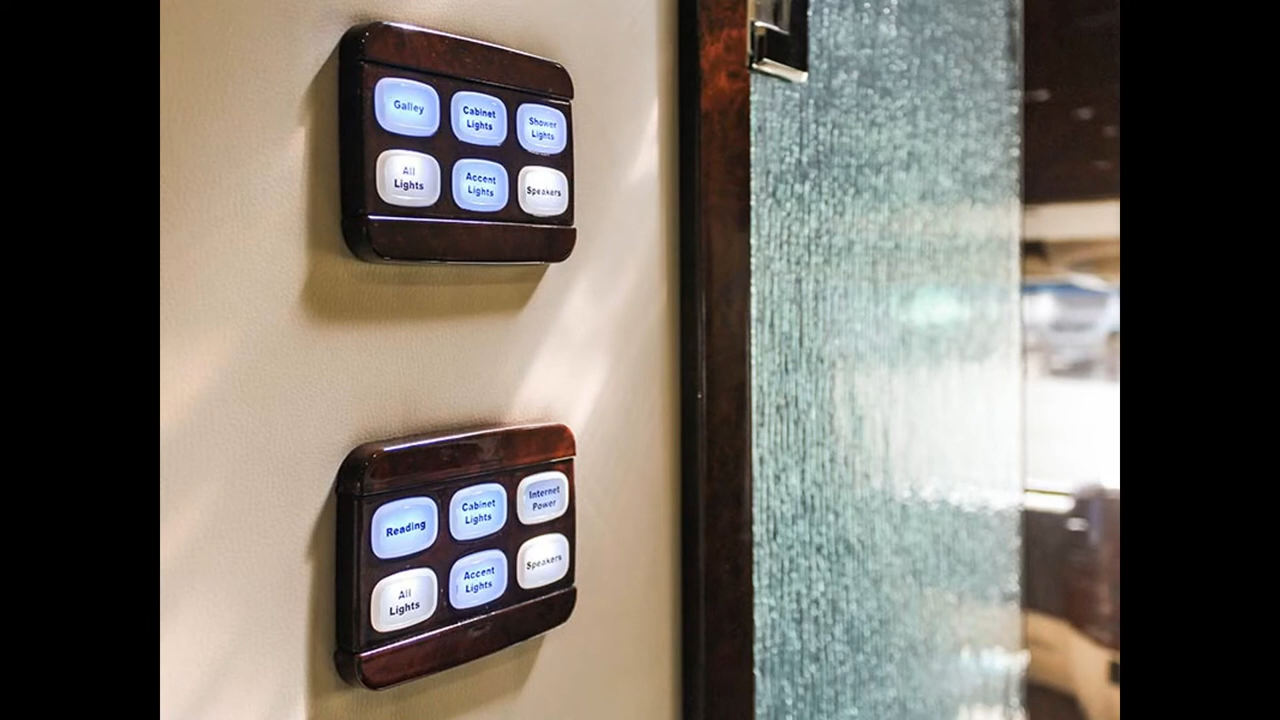 Galley
Cabinet
Lights
Shower
Lights
All
Lights
Accent
Lights
Speakers
Reading
Cabinet
Lights
Internet
Power
All
Lights
Accent
Lights
Speakers